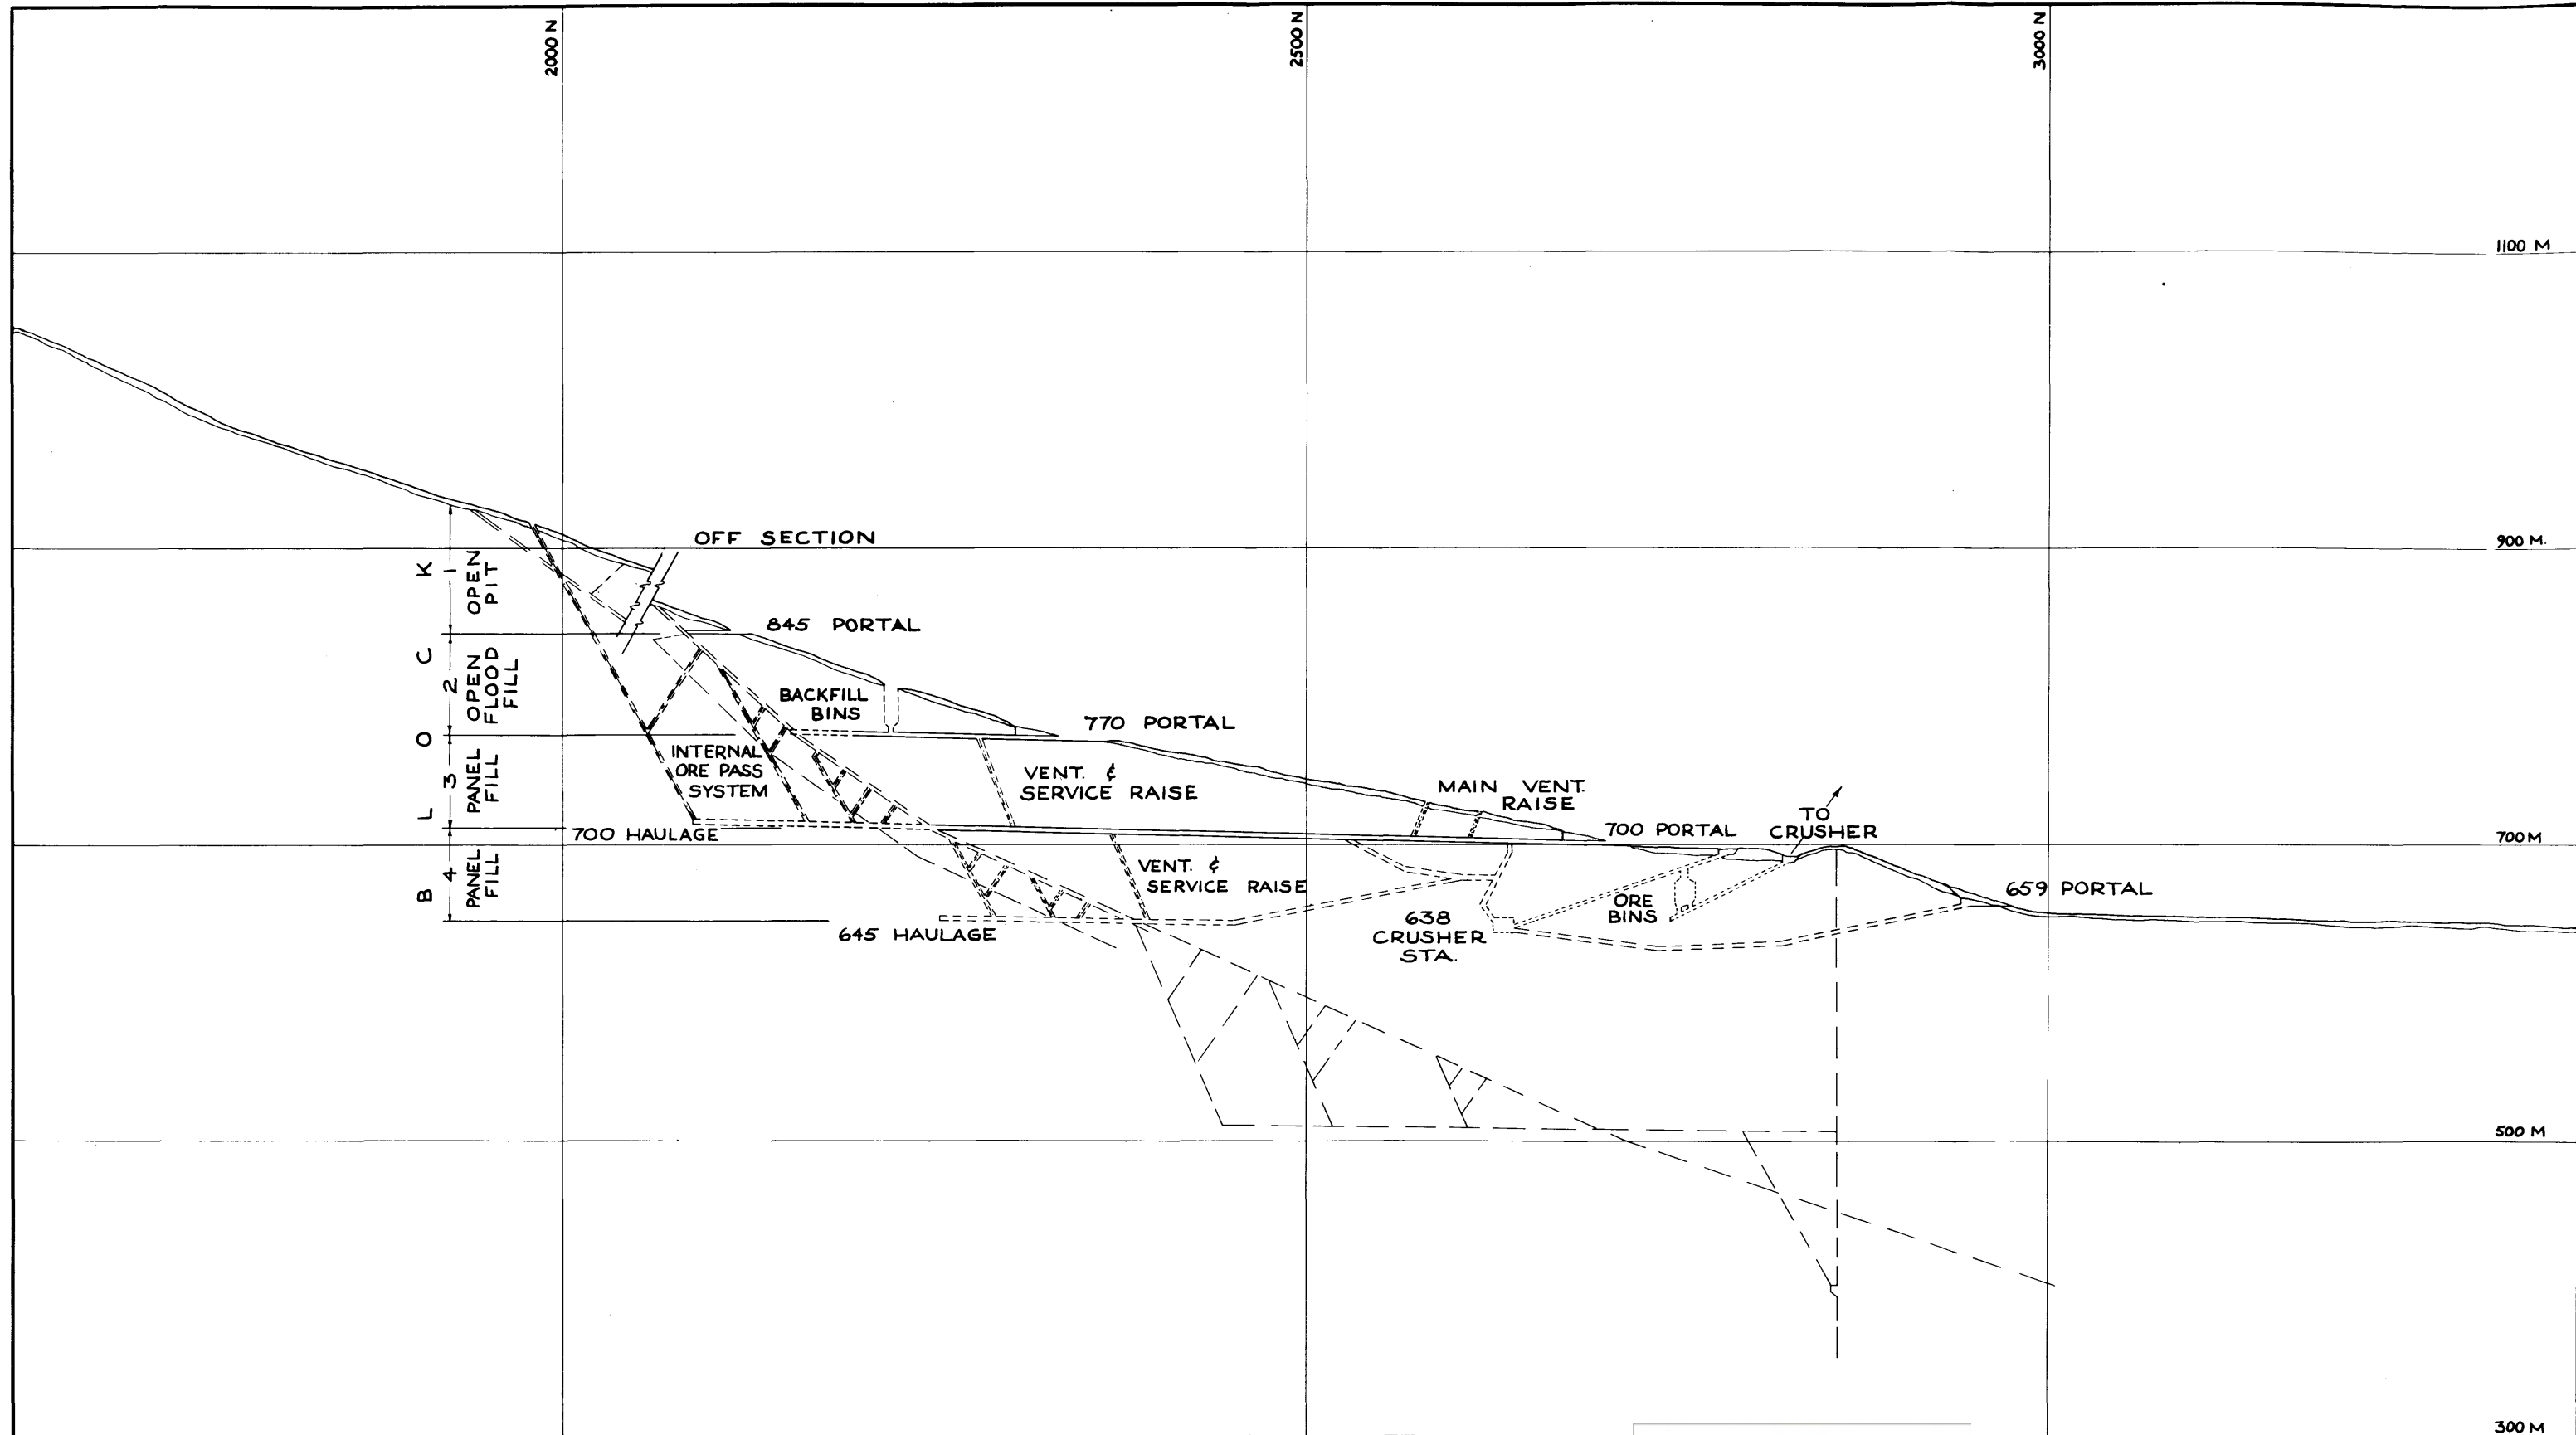 2000 N
2500 N
3000 N
1100 M
900 M.
OFF SECTION
845 PORTAL
BACKFILL
BINS
770 PORTAL
INTERNAL
ORE PASS
SYSTEM
VENT. &
SERVICE RAISE
MAIN VENT.
RAISE
700 HAULAGE
700 PORTAL
TO
CRUSHER
700 M
VENT. &
SERVICE RAISE
645 HAULAGE
638
CRUSHER
STA.
ORE
BINS
659 PORTAL
500 M
300 M
BLOCK
1
OPEN
PIT
2
OPEN
FLOOD
FILL
3
PANEL
FILL
4
PANEL
FILL